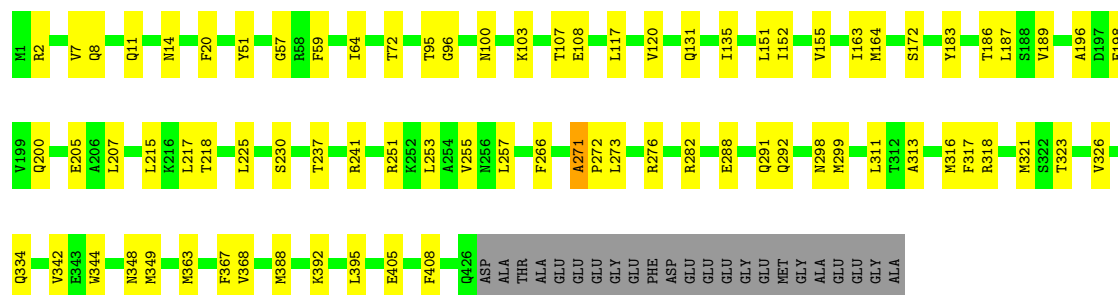 M1 R2 V7 Q8 Q11 N14 F20 Y51 G57 R58 F59 I64 T72 T95 G96 N100 K103 T107 E108 L117 V120 Q131 I135 L151 I152 V155 I163 M164 S172 Y183 T186 L187 S188 V189 A196 D197 E198
V199 Q200 E205 A206 L207 L215 K216 L217 T218 L225 S230 T237 R241 R251 K252 L253 A254 V255 N256 L257 F266 A271 P272 L273 R276 R282 E288 Q291 Q292 N298 M299 L311 T312 A313 M316 F317 R318 M321 S322 T323 V326
Q334 V342 E343 W344 N348 M349 M363 F367 V368 M388 K392 L395 E405 F408 Q426 ASP ALA THR ALA GLU GLU GLU GLY GLU PHE ASP GLU GLU GLU GLY GLU MET GLY ALA GLU GLU GLY ALA